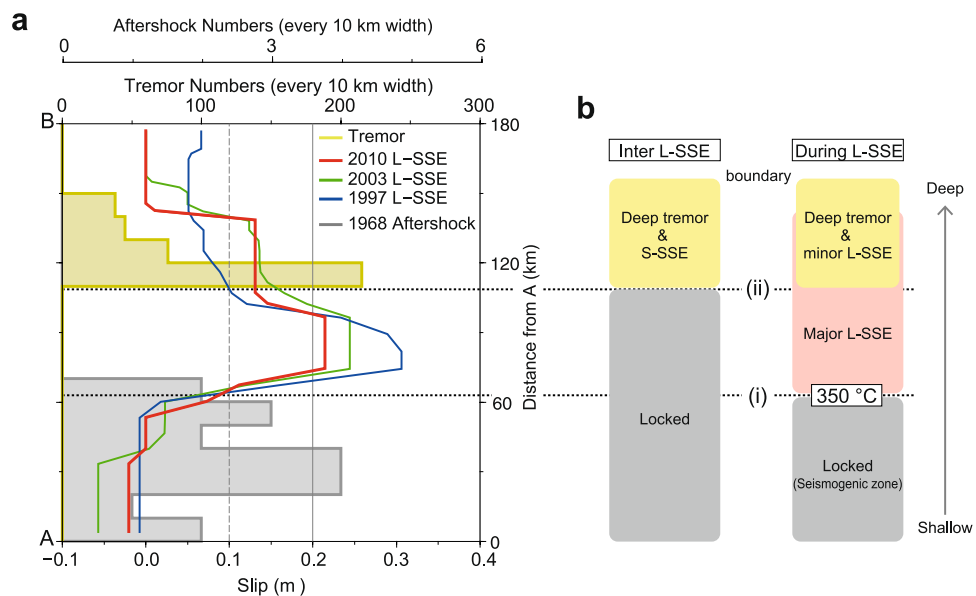 a
Aftershock Numbers (every 10 km width)
0 3 6
Tremor Numbers (every 10 km width)
0 100 200 300
B
180
Tremor
2010 L−SSE
2003 L−SSE
1997 L−SSE
1968 Aftershock
120
60
0
Distance from A (km)
A
−0.1 0.0 0.1 0.2 0.3 0.4
Slip (m )
b
Inter L-SSE
During L-SSE
boundary
Deep
Deep tremor
&
S-SSE
Deep tremor
&
minor L-SSE
(ii)
Major L-SSE
(i)
350 °C
Locked
Locked
(Seismogenic zone)
Shallow